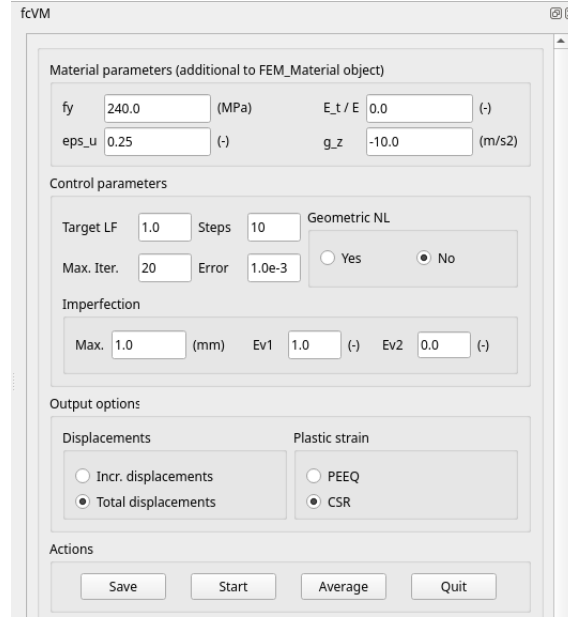 fcVM
Material parameters (additional to FEM_Material object)
fy 240.0 (MPa) E_t / E 0.0 (-)
eps_u 0.25 (-) g_z -10.0 (m/s2)
Control parameters
Target LF 1.0 Steps 10 Geometric NL
Max. Iter. 20 Error 1.0e-3 Yes No
Imperfection
Max. 1.0 (mm) Ev1 1.0 (-) Ev2 0.0 (-)
Output options
Displacements Plastic strain
Incr. displacements PEEQ
Total displacements CSR
Actions
Save Start Average Quit